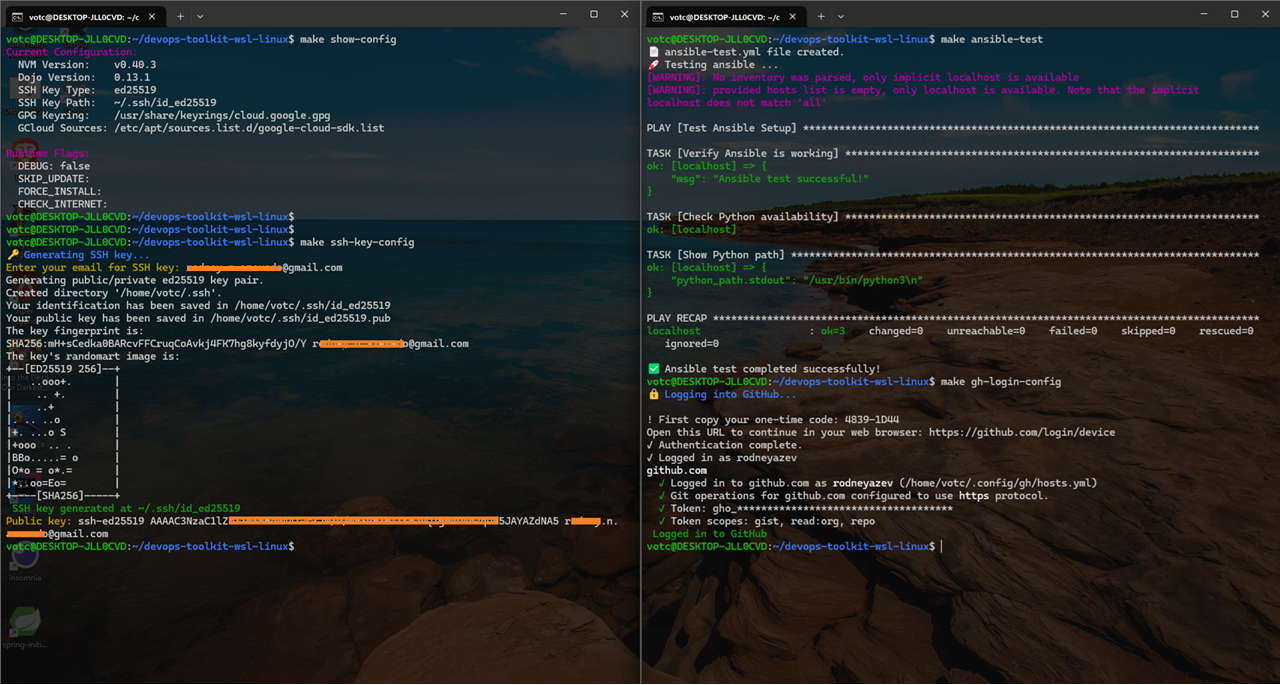 votc@DESKTOP-JLL0CVD: ~/c
votc@DESKTOP-JLL0CVD:~/devops-toolkit-wsl-linux$ make show-config
Current Configuration:
NVM Version: v0.40.3
Dojo Version: 0.13.1
SSH Key Type: ed25519
SSH Key Path: ~/.ssh/id_ed25519
GPG Keyring: /usr/share/keyrings/cloud.google.gpg
GCloud Sources: /etc/apt/sources.list.d/google-cloud-sdk.list
Runtime Flags:
DEBUG: false
SKIP_UPDATE:
FORCE_INSTALL:
CHECK_INTERNET:
votc@DESKTOP-JLL0CVD:~/devops-toolkit-wsl-linux$
votc@DESKTOP-JLL0CVD:~/devops-toolkit-wsl-linux$
votc@DESKTOP-JLL0CVD:~/devops-toolkit-wsl-linux$ make ssh-key-config
🔑 Generating SSH key...
Enter your email for SSH key: @gmail.com
Generating public/private ed25519 key pair.
Created directory '/home/votc/.ssh'.
Your identification has been saved in /home/votc/.ssh/id_ed25519
Your public key has been saved in /home/votc/.ssh/id_ed25519.pub
The key fingerprint is:
SHA256:mH+sCedka0BARcvFFCruqCoAvkj4FK7hg8kyfdyjO/Y @gmail.com
The key's randomart image is:
+--[ED25519 256]--+
|   ..ooo+.       |
|    .. +.        |
|    ..+          |
|. .. ..o         |
|+. ...o S        |
|+ooo   .. .      |
|BBo.....= o      |
|O*o = o*.=       |
|*..oo=Eo=        |
+----[SHA256]-----+
SSH key generated at ~/.ssh/id_ed25519
Public key: ssh-ed25519 AAAAC3NzaC1lZ 5JAYAZdNA5 .n.
@gmail.com
votc@DESKTOP-JLL0CVD:~/devops-toolkit-wsl-linux$
Insomnia
spring-initi...
votc@DESKTOP-JLL0CVD: ~/c
votc@DESKTOP-JLL0CVD:~/devops-toolkit-wsl-linux$ make ansible-test
📄 ansible-test.yml file created.
🚀 Testing ansible ...
[WARNING]: No inventory was parsed, only implicit localhost is available
[WARNING]: provided hosts list is empty, only localhost is available. Note that the implicit
localhost does not match 'all'
PLAY [Test Ansible Setup] *****************************************************************************
TASK [Verify Ansible is working] **********************************************************************
ok: [localhost] => {
"msg": "Ansible test successful!"
}
TASK [Check Python availability] **********************************************************************
ok: [localhost]
TASK [Show Python path] *******************************************************************************
ok: [localhost] => {
"python_path.stdout": "/usr/bin/python3\n"
}
PLAY RECAP ********************************************************************************************
localhost : ok=3 changed=0 unreachable=0 failed=0 skipped=0 rescued=0
ignored=0
✅ Ansible test completed successfully!
votc@DESKTOP-JLL0CVD:~/devops-toolkit-wsl-linux$ make gh-login-config
🔒 Logging into GitHub...
! First copy your one-time code: 4839-1D44
Open this URL to continue in your web browser: https://github.com/login/device
✓ Authentication complete.
✓ Logged in as rodneyazev
github.com
✓ Logged in to github.com as rodneyazev (/home/votc/.config/gh/hosts.yml)
✓ Git operations for github.com configured to use https protocol.
✓ Token: gho_************************************
✓ Token scopes: gist, read:org, repo
Logged in to GitHub
votc@DESKTOP-JLL0CVD:~/devops-toolkit-wsl-linux$